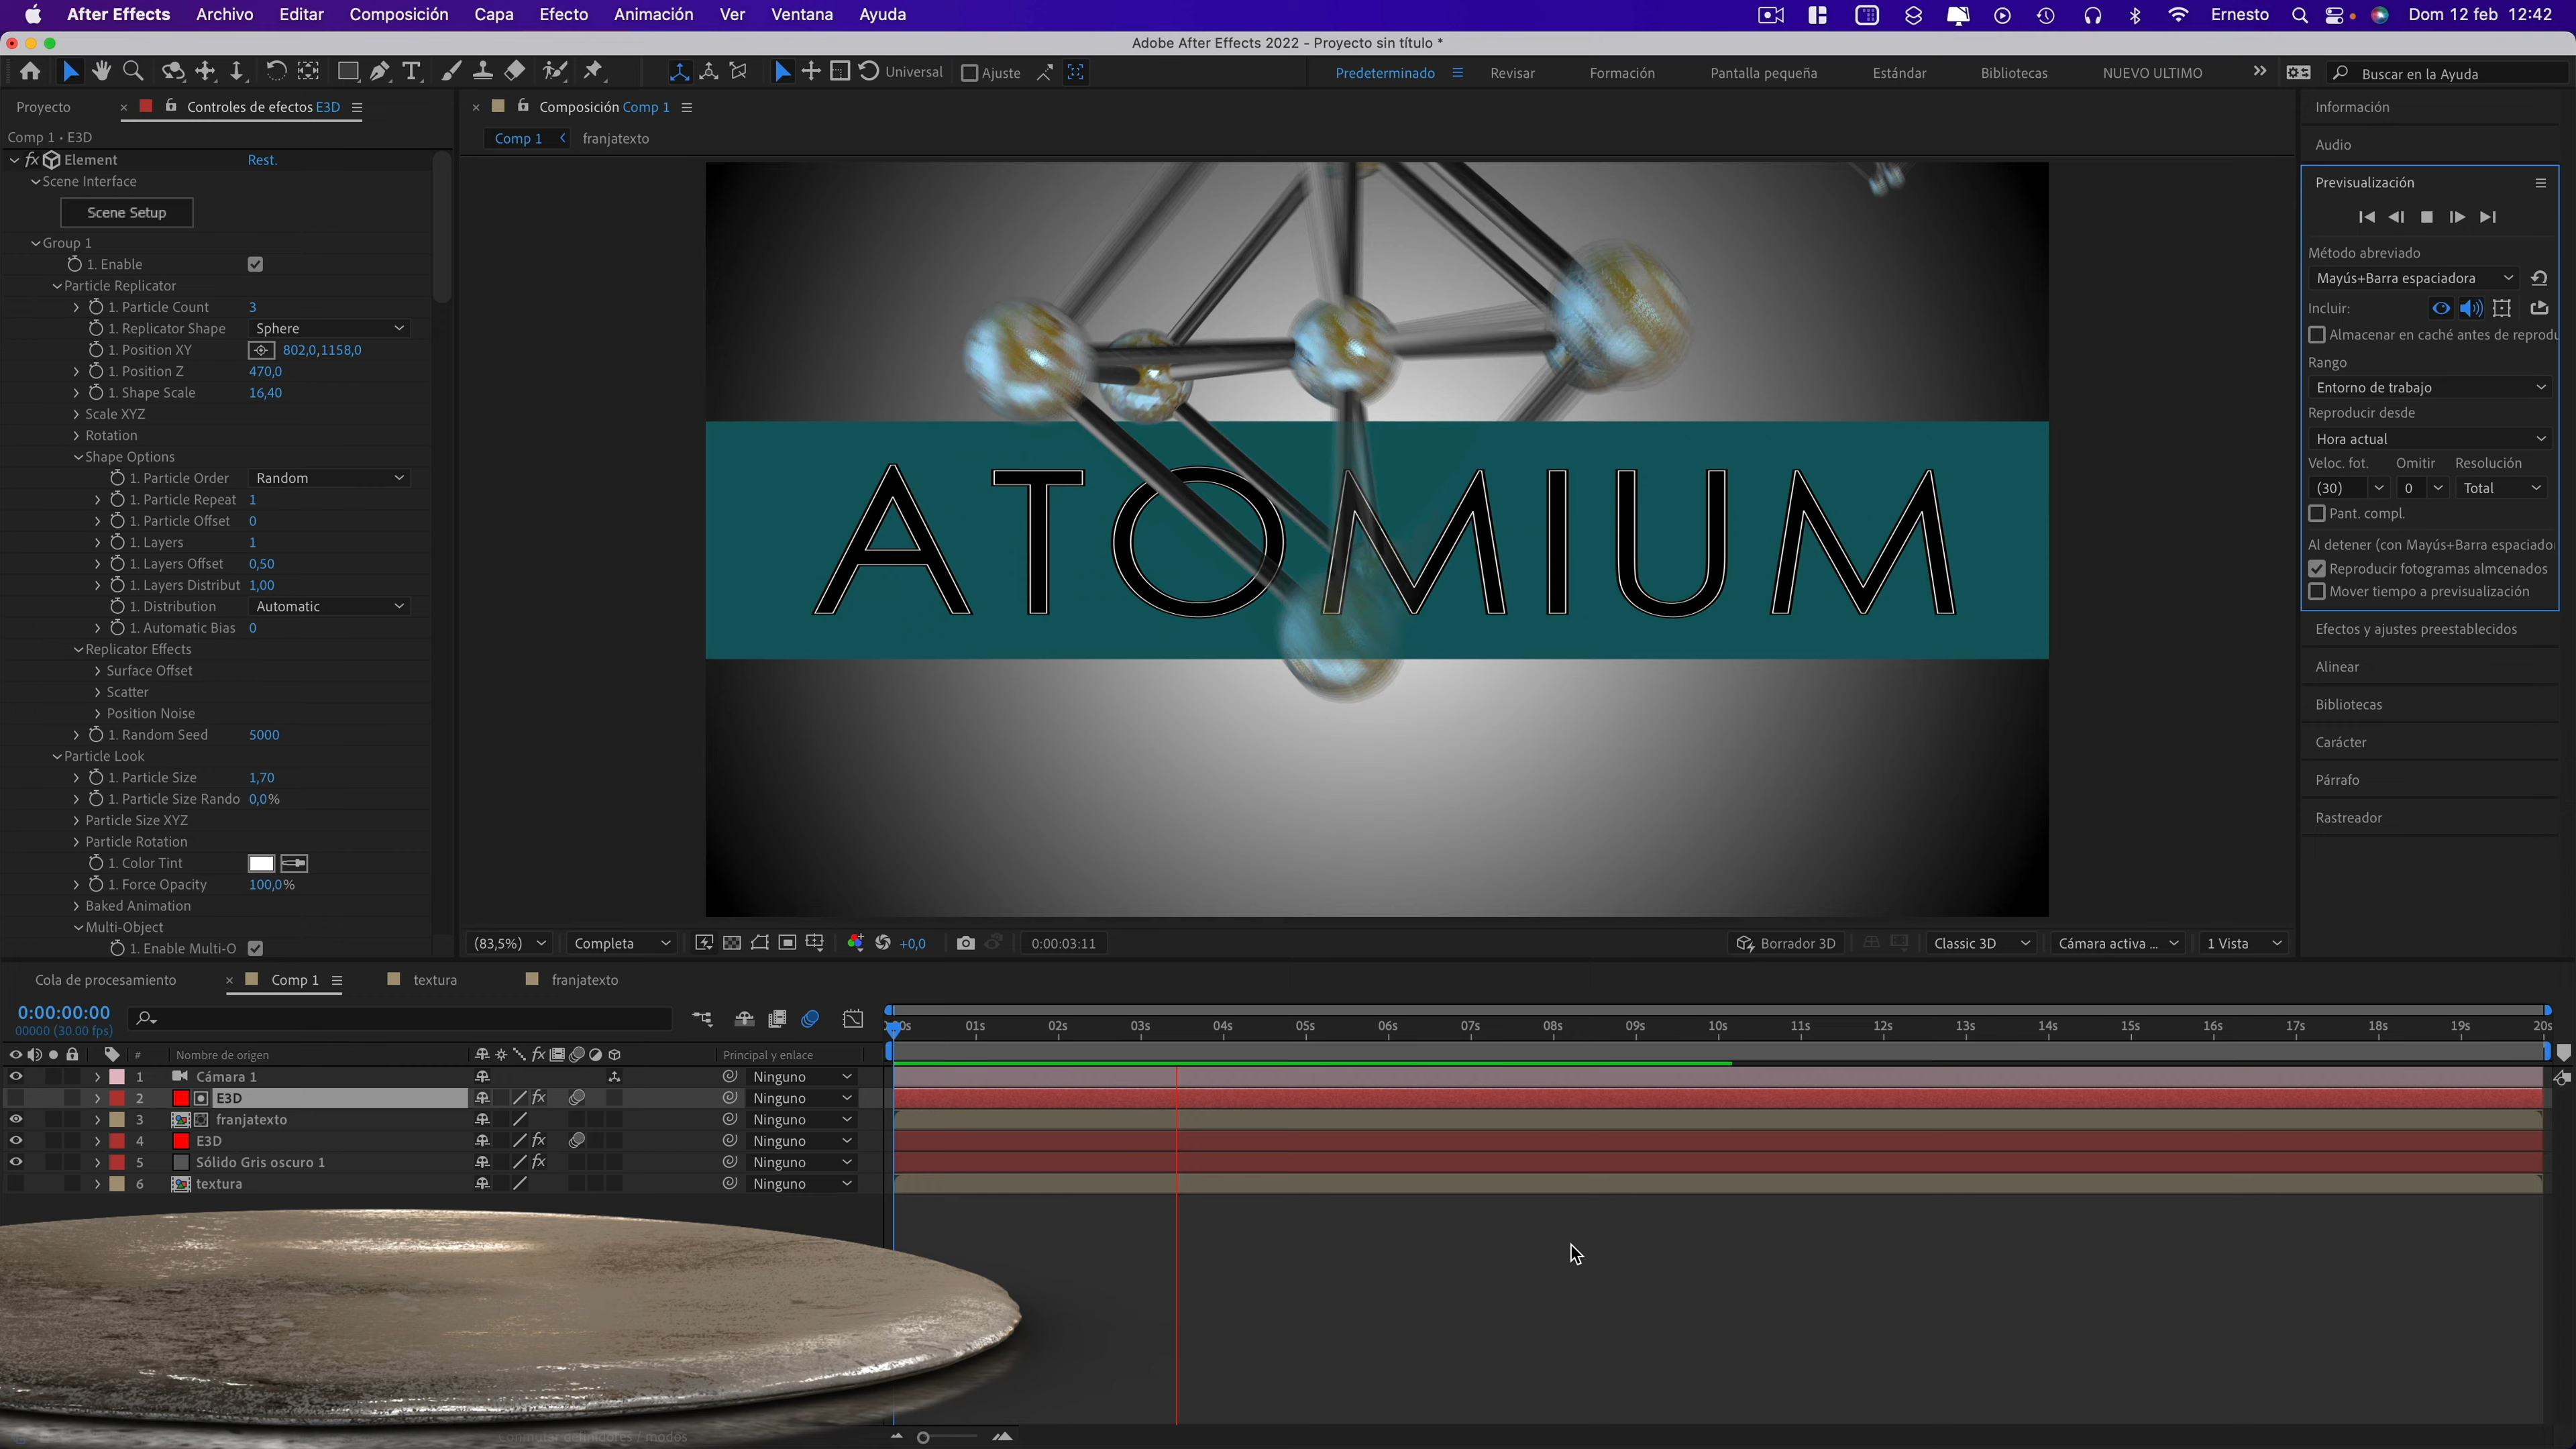 After Effects Archivo Editar Composición Capa Efecto Animación Ver Ventana Ayuda Ernesto Dom 12 feb 12:42
Adobe After Effects 2022 - Proyecto sin título *
Universal Ajuste Predeterminado Revisar Formación Pantalla pequeña Estándar Bibliotecas NUEVO ULTIMO Buscar en la Ayuda
Proyecto Controles de efectos E3D
Comp 1 • E3D
fx Element Rest.
Scene Interface
Scene Setup
Group 1
1. Enable
Particle Replicator
1. Particle Count 3
1. Replicator Shape Sphere
1. Position XY 802,0,1158,0
1. Position Z 470,0
1. Shape Scale 16,40
Scale XYZ
Rotation
Shape Options
1. Particle Order Random
1. Particle Repeat 1
1. Particle Offset 0
1. Layers 1
1. Layers Offset 0,50
1. Layers Distribut 1,00
1. Distribution Automatic
1. Automatic Bias 0
Replicator Effects
Surface Offset
Scatter
Position Noise
1. Random Seed 5000
Particle Look
1. Particle Size 1,70
1. Particle Size Rando 0,0%
Particle Size XYZ
Particle Rotation
1. Color Tint
1. Force Opacity 100,0%
Baked Animation
Multi-Object
1. Enable Multi-O
Composición Comp 1
Comp 1 franjatexto
ATOMIUM
(83,5%) Completa +0,0 0:00:03:11 Borrador 3D Classic 3D Cámara activa ... 1 Vista
Información
Audio
Previsualización
Método abreviado
Mayús+Barra espaciadora
Incluir:
Almacenar en caché antes de reprodu
Rango
Entorno de trabajo
Reproducir desde
Hora actual
Veloc. fot. Omitir Resolución
(30) 0 Total
Pant. compl.
Al detener (con Mayús+Barra espaciado
Reproducir fotogramas almcenados
Mover tiempo a previsualización
Efectos y ajustes preestablecidos
Alinear
Bibliotecas
Carácter
Párrafo
Rastreador
Cola de procesamiento Comp 1 textura franjatexto
0:00:00:00
00000 (30.00 fps)
01s 02s 03s 04s 05s 06s 07s 08s 09s 10s 11s 12s 13s 14s 15s 16s 17s 18s 19s 20s
# Nombre de origen fx Principal y enlace
1 Cámara 1 Ninguno
2 E3D fx Ninguno
3 franjatexto Ninguno
4 E3D fx Ninguno
5 Sólido Gris oscuro 1 fx Ninguno
6 textura Ninguno
Conmutar definidores / modos